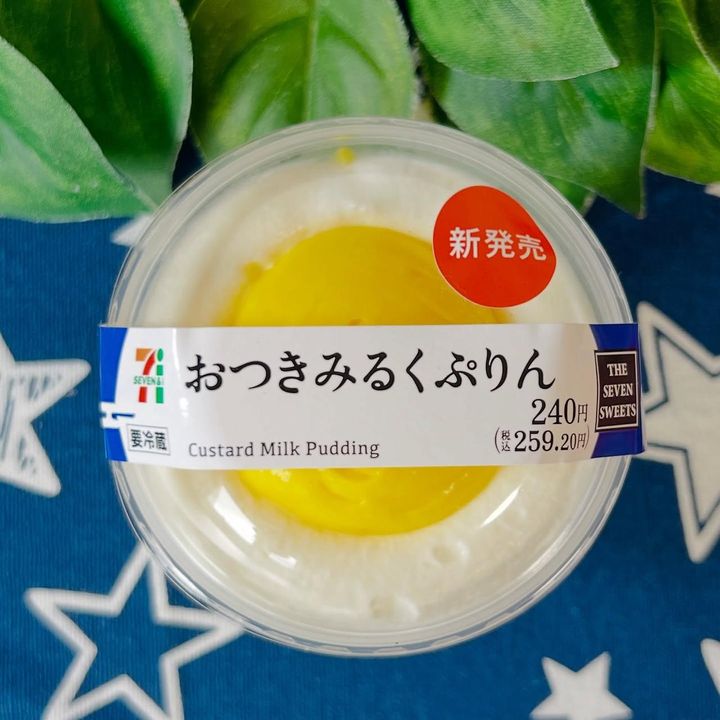 新発売
SEVEN&i
おつきみるくぷりん
THE
SEVEN
SWEETS
240円
(税込259.20円)
要冷蔵
Custard Milk Pudding